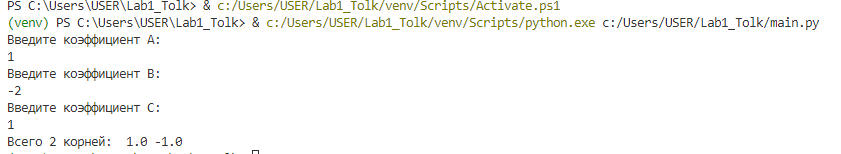 PS C:\Users\USER\Lab1_Tolk> & c:/Users/USER/Lab1_Tolk/venv/Scripts/Activate.ps1
(venv) PS C:\Users\USER\Lab1_Tolk> & c:/Users/USER/Lab1_Tolk/venv/Scripts/python.exe c:/Users/USER/Lab1_Tolk/main.py
Введите коэффициент A:
1
Введите коэффициент B:
-2
Введите коэффициент C:
1
Всего 2 корней:  1.0 -1.0